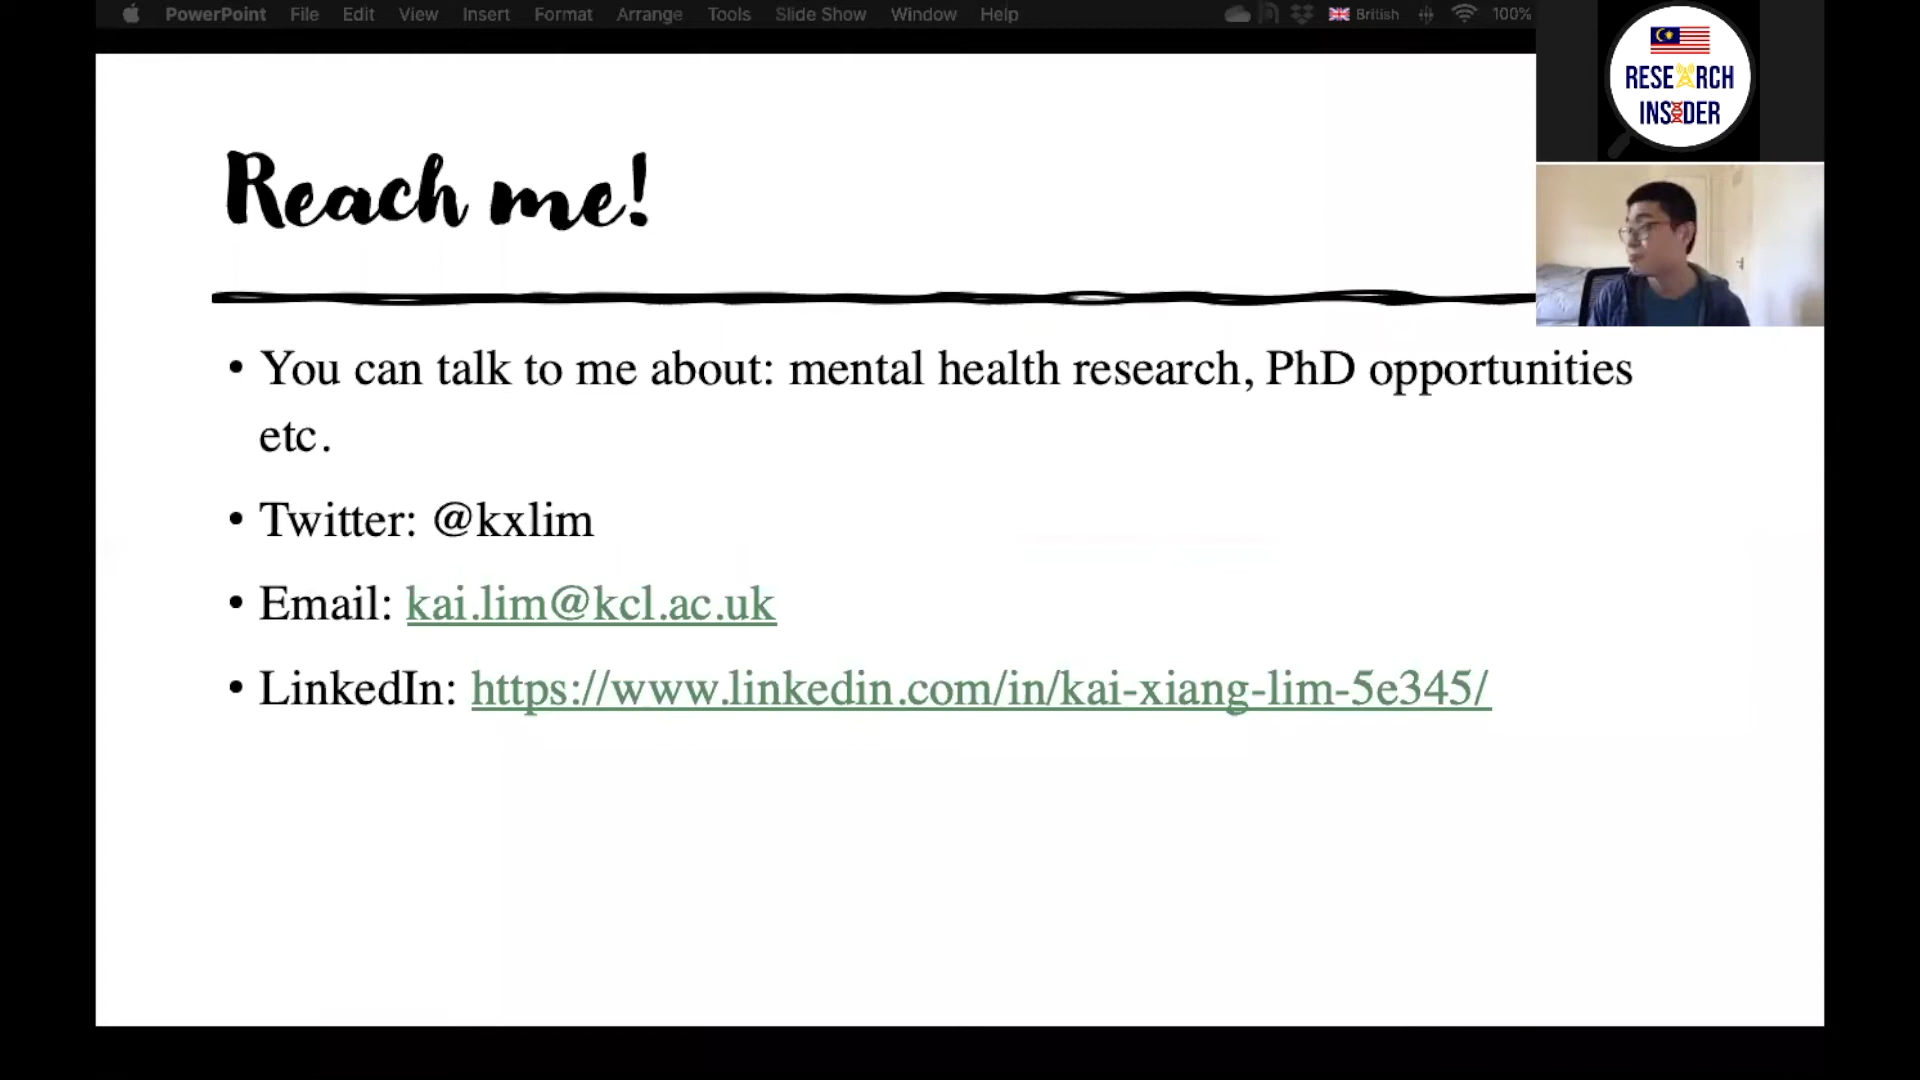 PowerPoint File Edit View Insert Format Arrange Tools Slide Show Window Help British 100%
RESEARCH
INSIDER
Reach me!
• You can talk to me about: mental health research, PhD opportunities
etc.
• Twitter: @kxlim
• Email: kai.lim@kcl.ac.uk
• LinkedIn: https://www.linkedin.com/in/kai-xiang-lim-5e345/